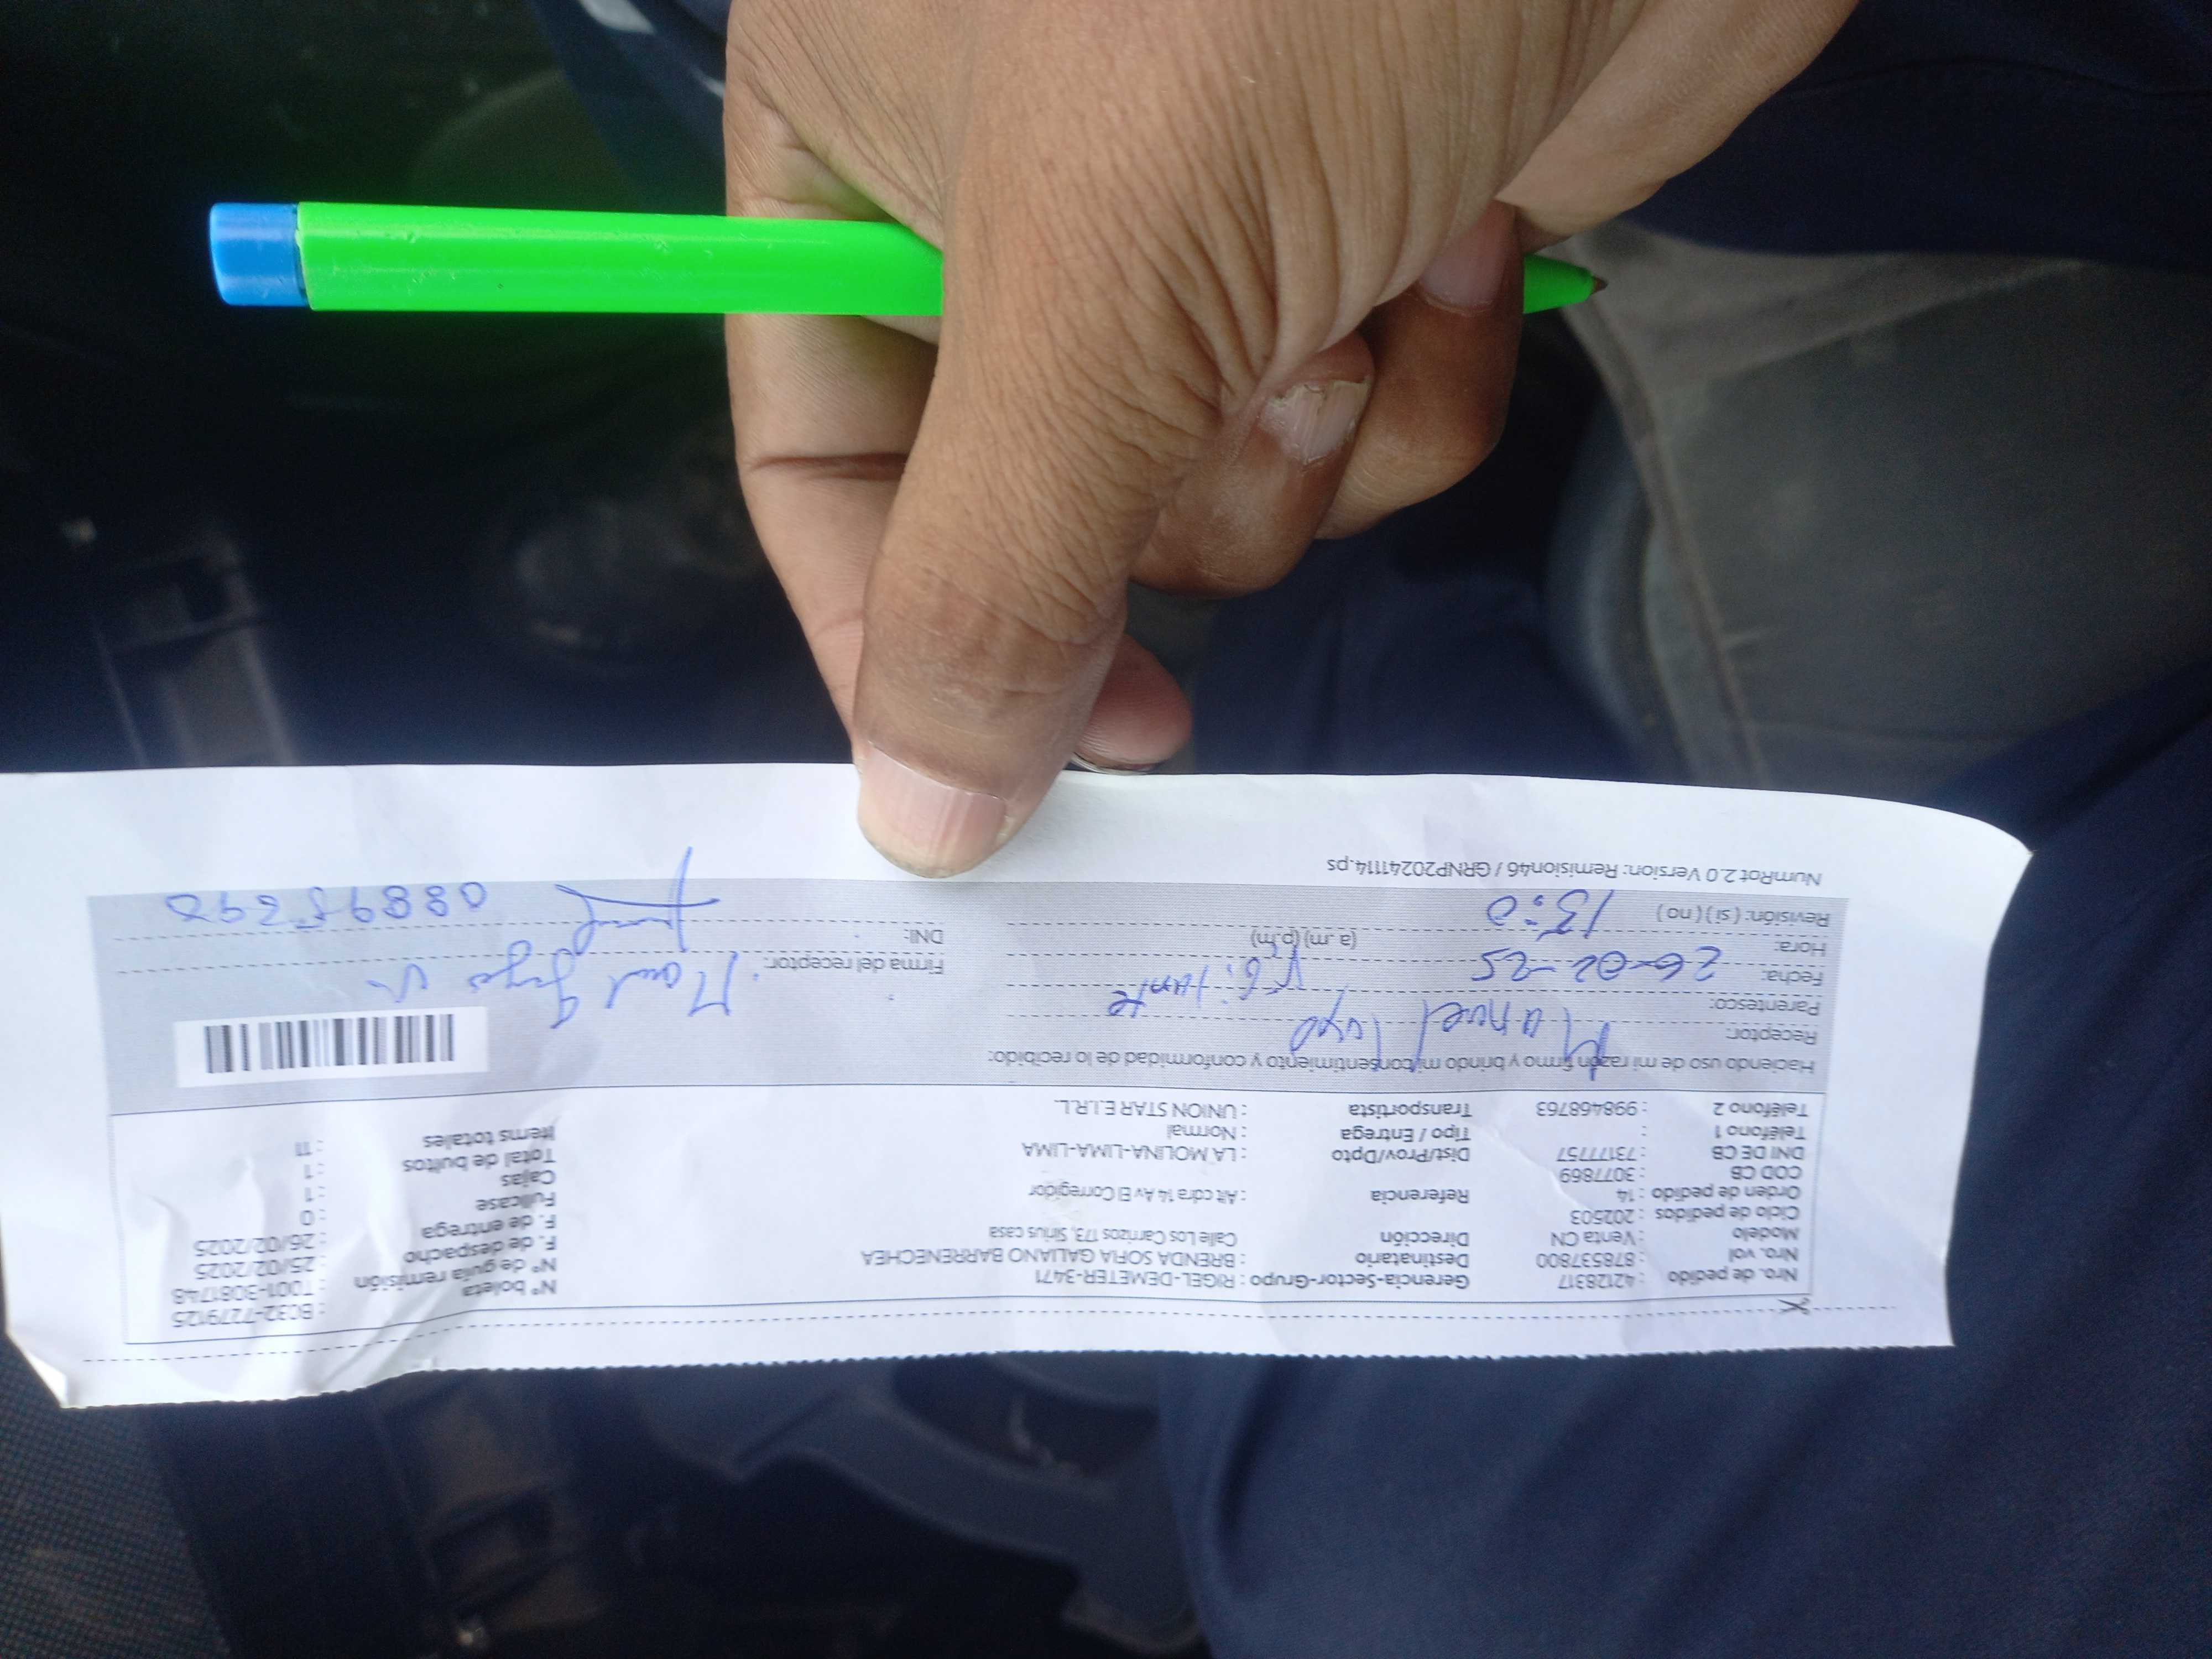 Nro. de pedido : 42128317 Gerencia-Sector-Grupo : RIGEL-DEMETER-3471 N° boleta : BC32-7279125
Nro. vol : 878537800 Destinatario : BRENDA SOFIA GALIANO BARRENECHEA N° de guía remisión : T001-3081748
Modelo : Venta CN Dirección Calle Los Carrizos 173, Sirius casa F. de despacho : 25/02/2025
Ciclo de pedidos : 202503 F. de entrega : 26/02/2025
Orden de pedido : 14 Referencia : Alt cdra 14 Av El Corregidor Fullcase : 0
COD CB : 3077869 Cajas : 1
DNI DE CB : 73177757 Dist/Prov/Dpto : LA MOLINA-LIMA-LIMA Total de bultos : 1
Teléfono 1 : Tipo / Entrega : Normal Items totales : 11
Teléfono 2 : 998468763 Transportista : UNION STAR E.I.R.L.
Haciendo uso de mi razón firmo y brindo mi consentimiento y conformidad de lo recibido:
Receptor: Manuel
Parentesco:
Fecha: 26-02-25 Firma del receptor:
Hora: 13:0 (a.m) (p.m) DNI: 08895390
Revisión: ( si ) ( no )
NumRot 2.0 Version: Remision46 / GRNP20241114.ps